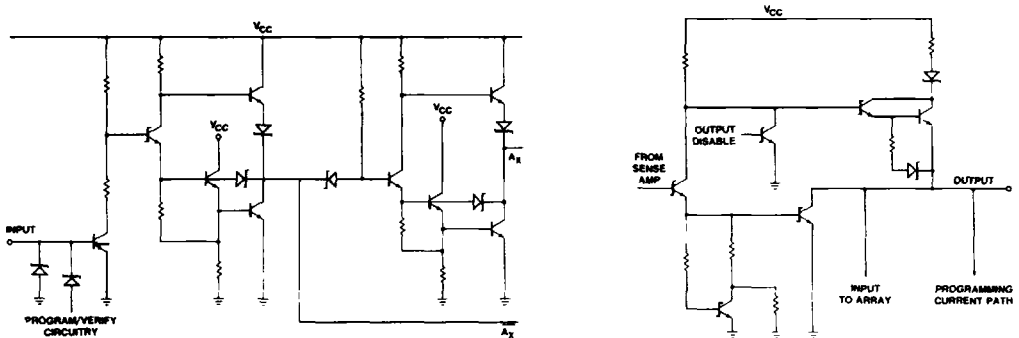 VCC
VCC
VCC
AX
INPUT
PROGRAM/VERIFY
CIRCUITRY
A̅X̅
VCC
OUTPUT
DISABLE
FROM
SENSE
AMP
OUTPUT
INPUT
TO ARRAY
PROGRAMMING
CURRENT PATH